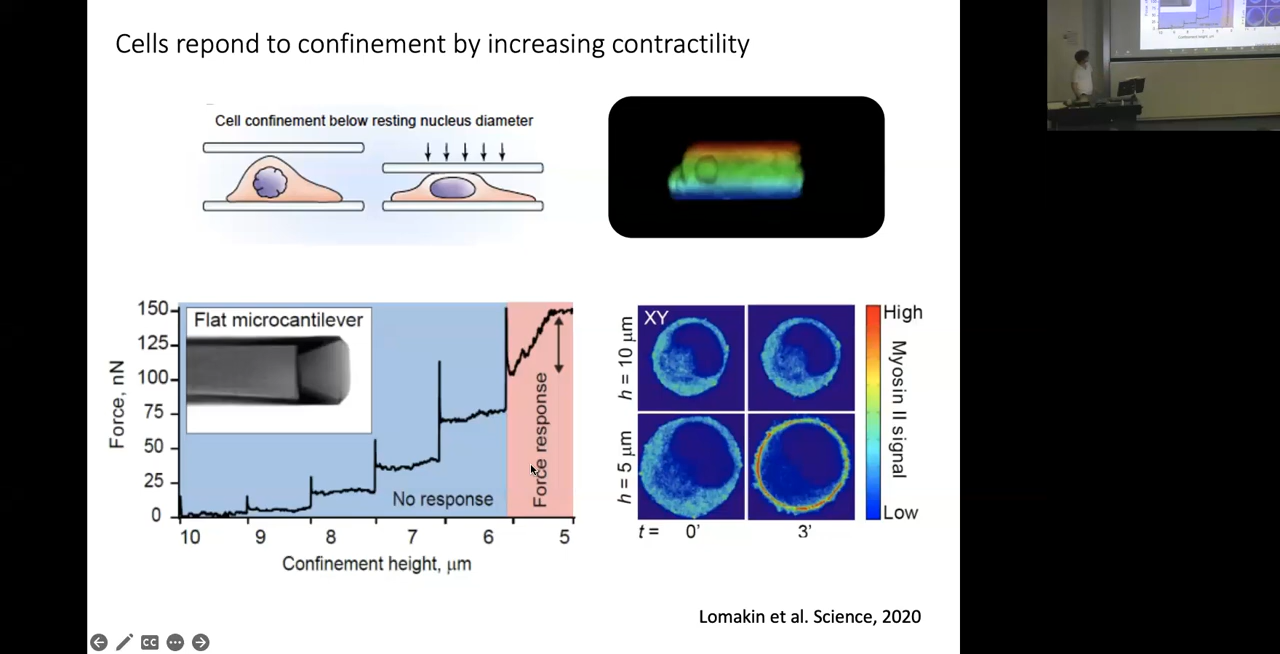 Cells repond to confinement by increasing contractility
Cell confinement below resting nucleus diameter
Flat microcantilever
Force, nN
150
125
100
75
50
25
0
No response
Force response
10 9 8 7 6 5
Confinement height, µm
XY
h = 10 µm
h = 5 µm
t = 0' 3'
High
Myosin II signal
Low
Lomakin et al. Science, 2020
CC